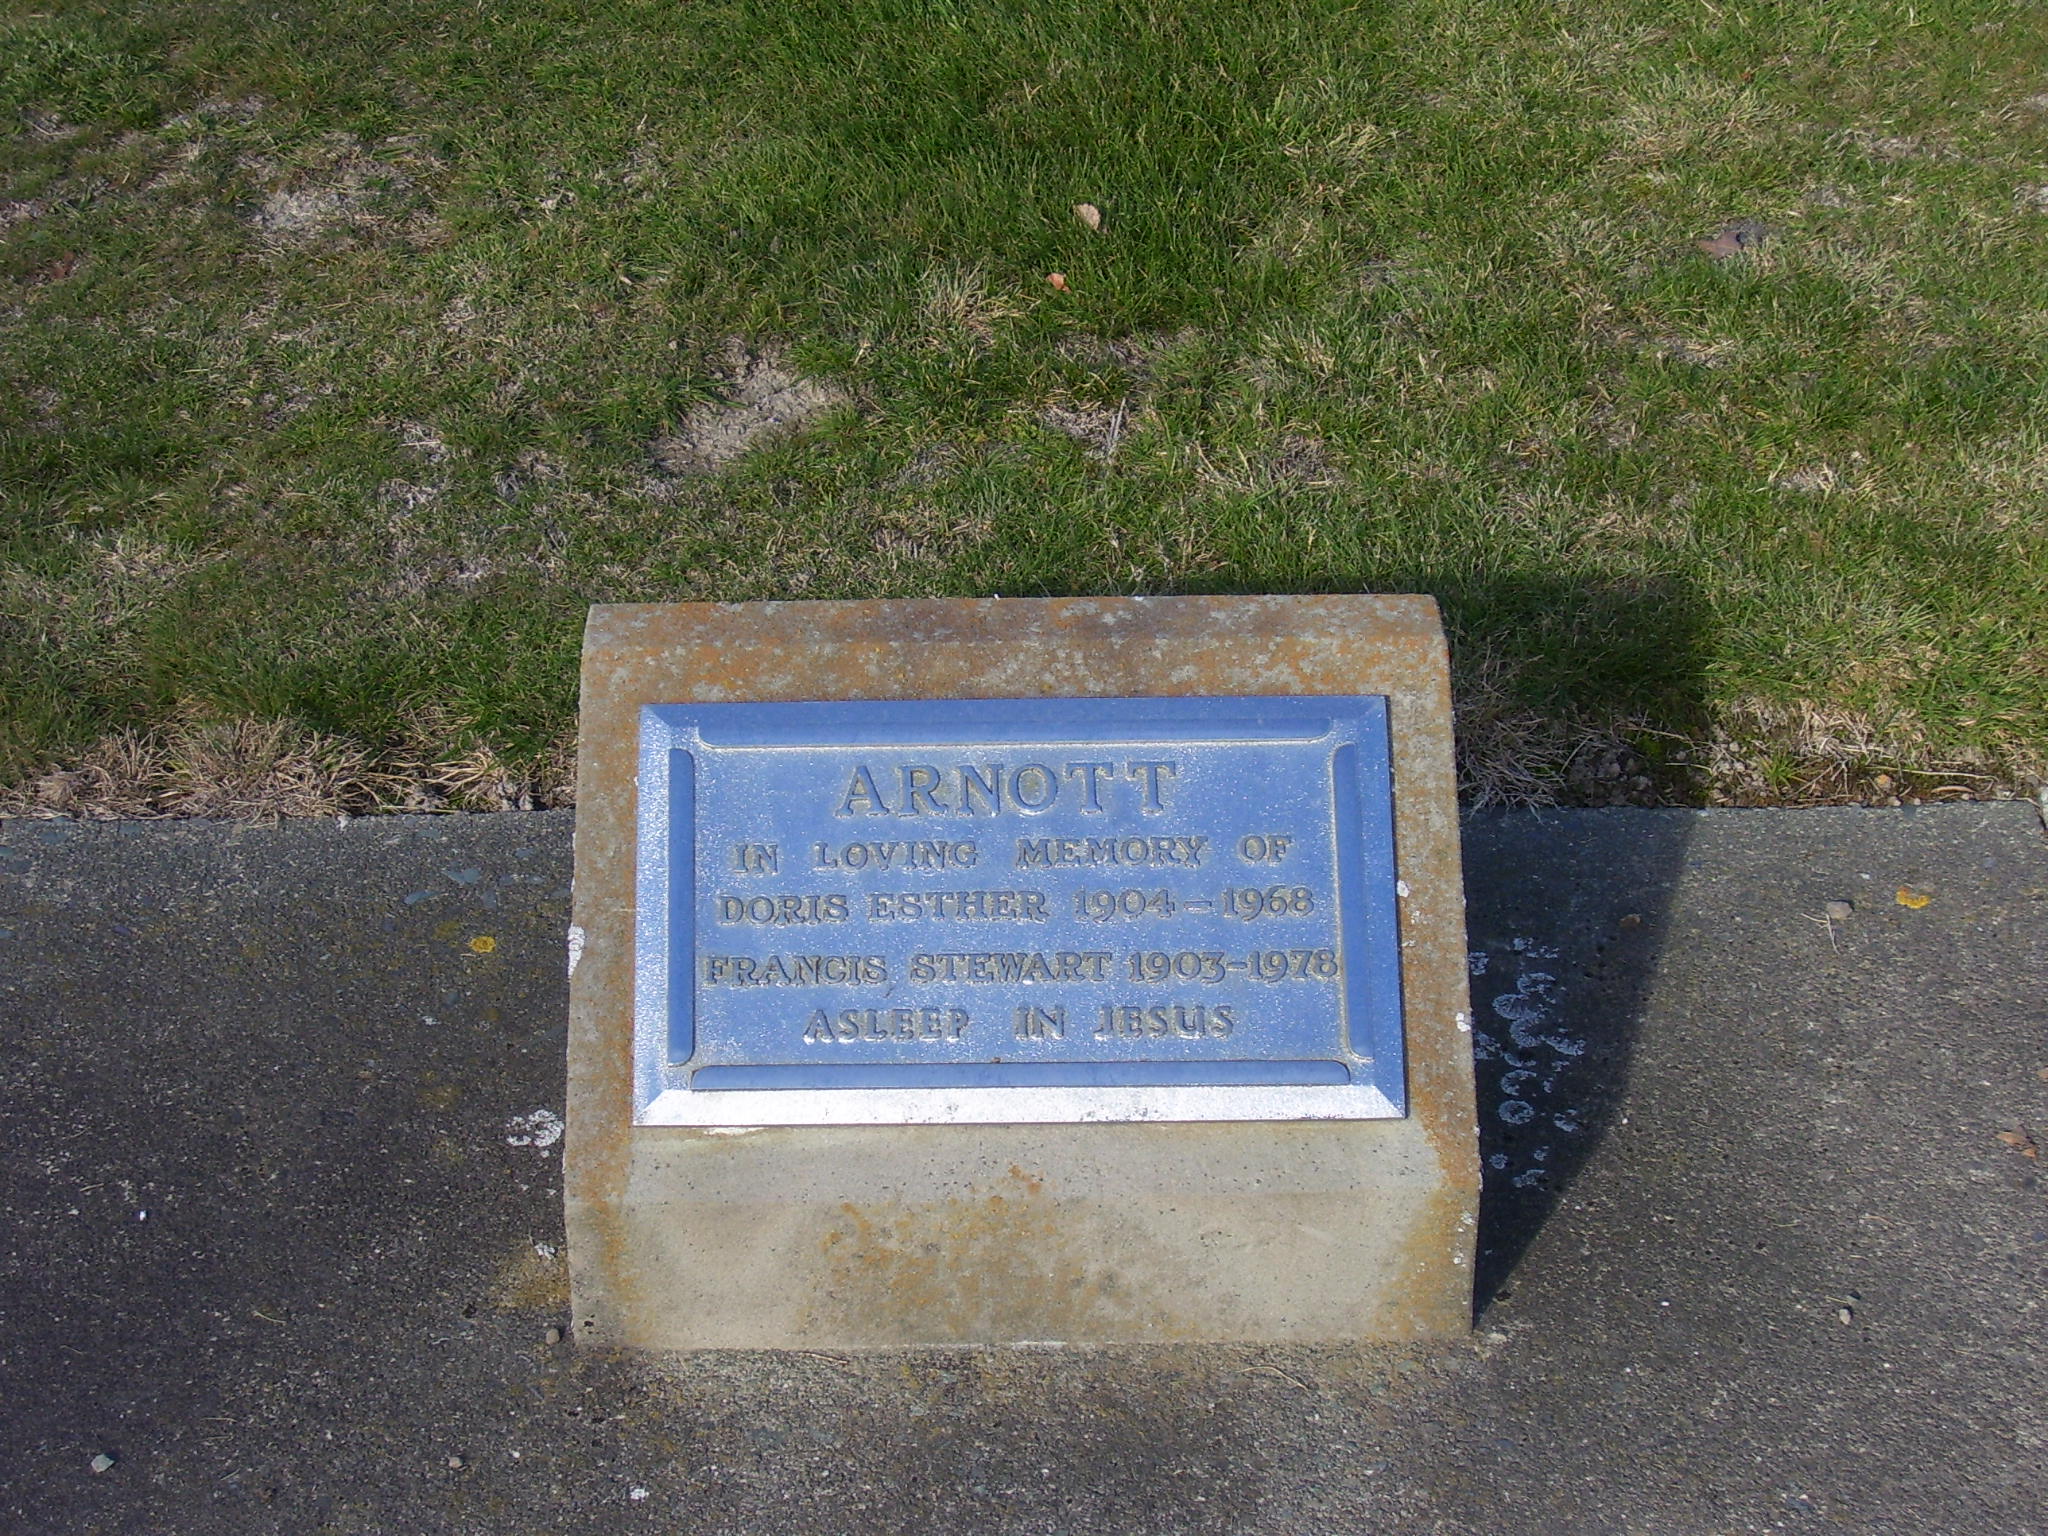 ARNOTT
IN LOVING MEMORY OF
DORIS ESTHER 1904-1968
FRANCIS, STEWART 1903-1978
ASLEEP IN JESUS